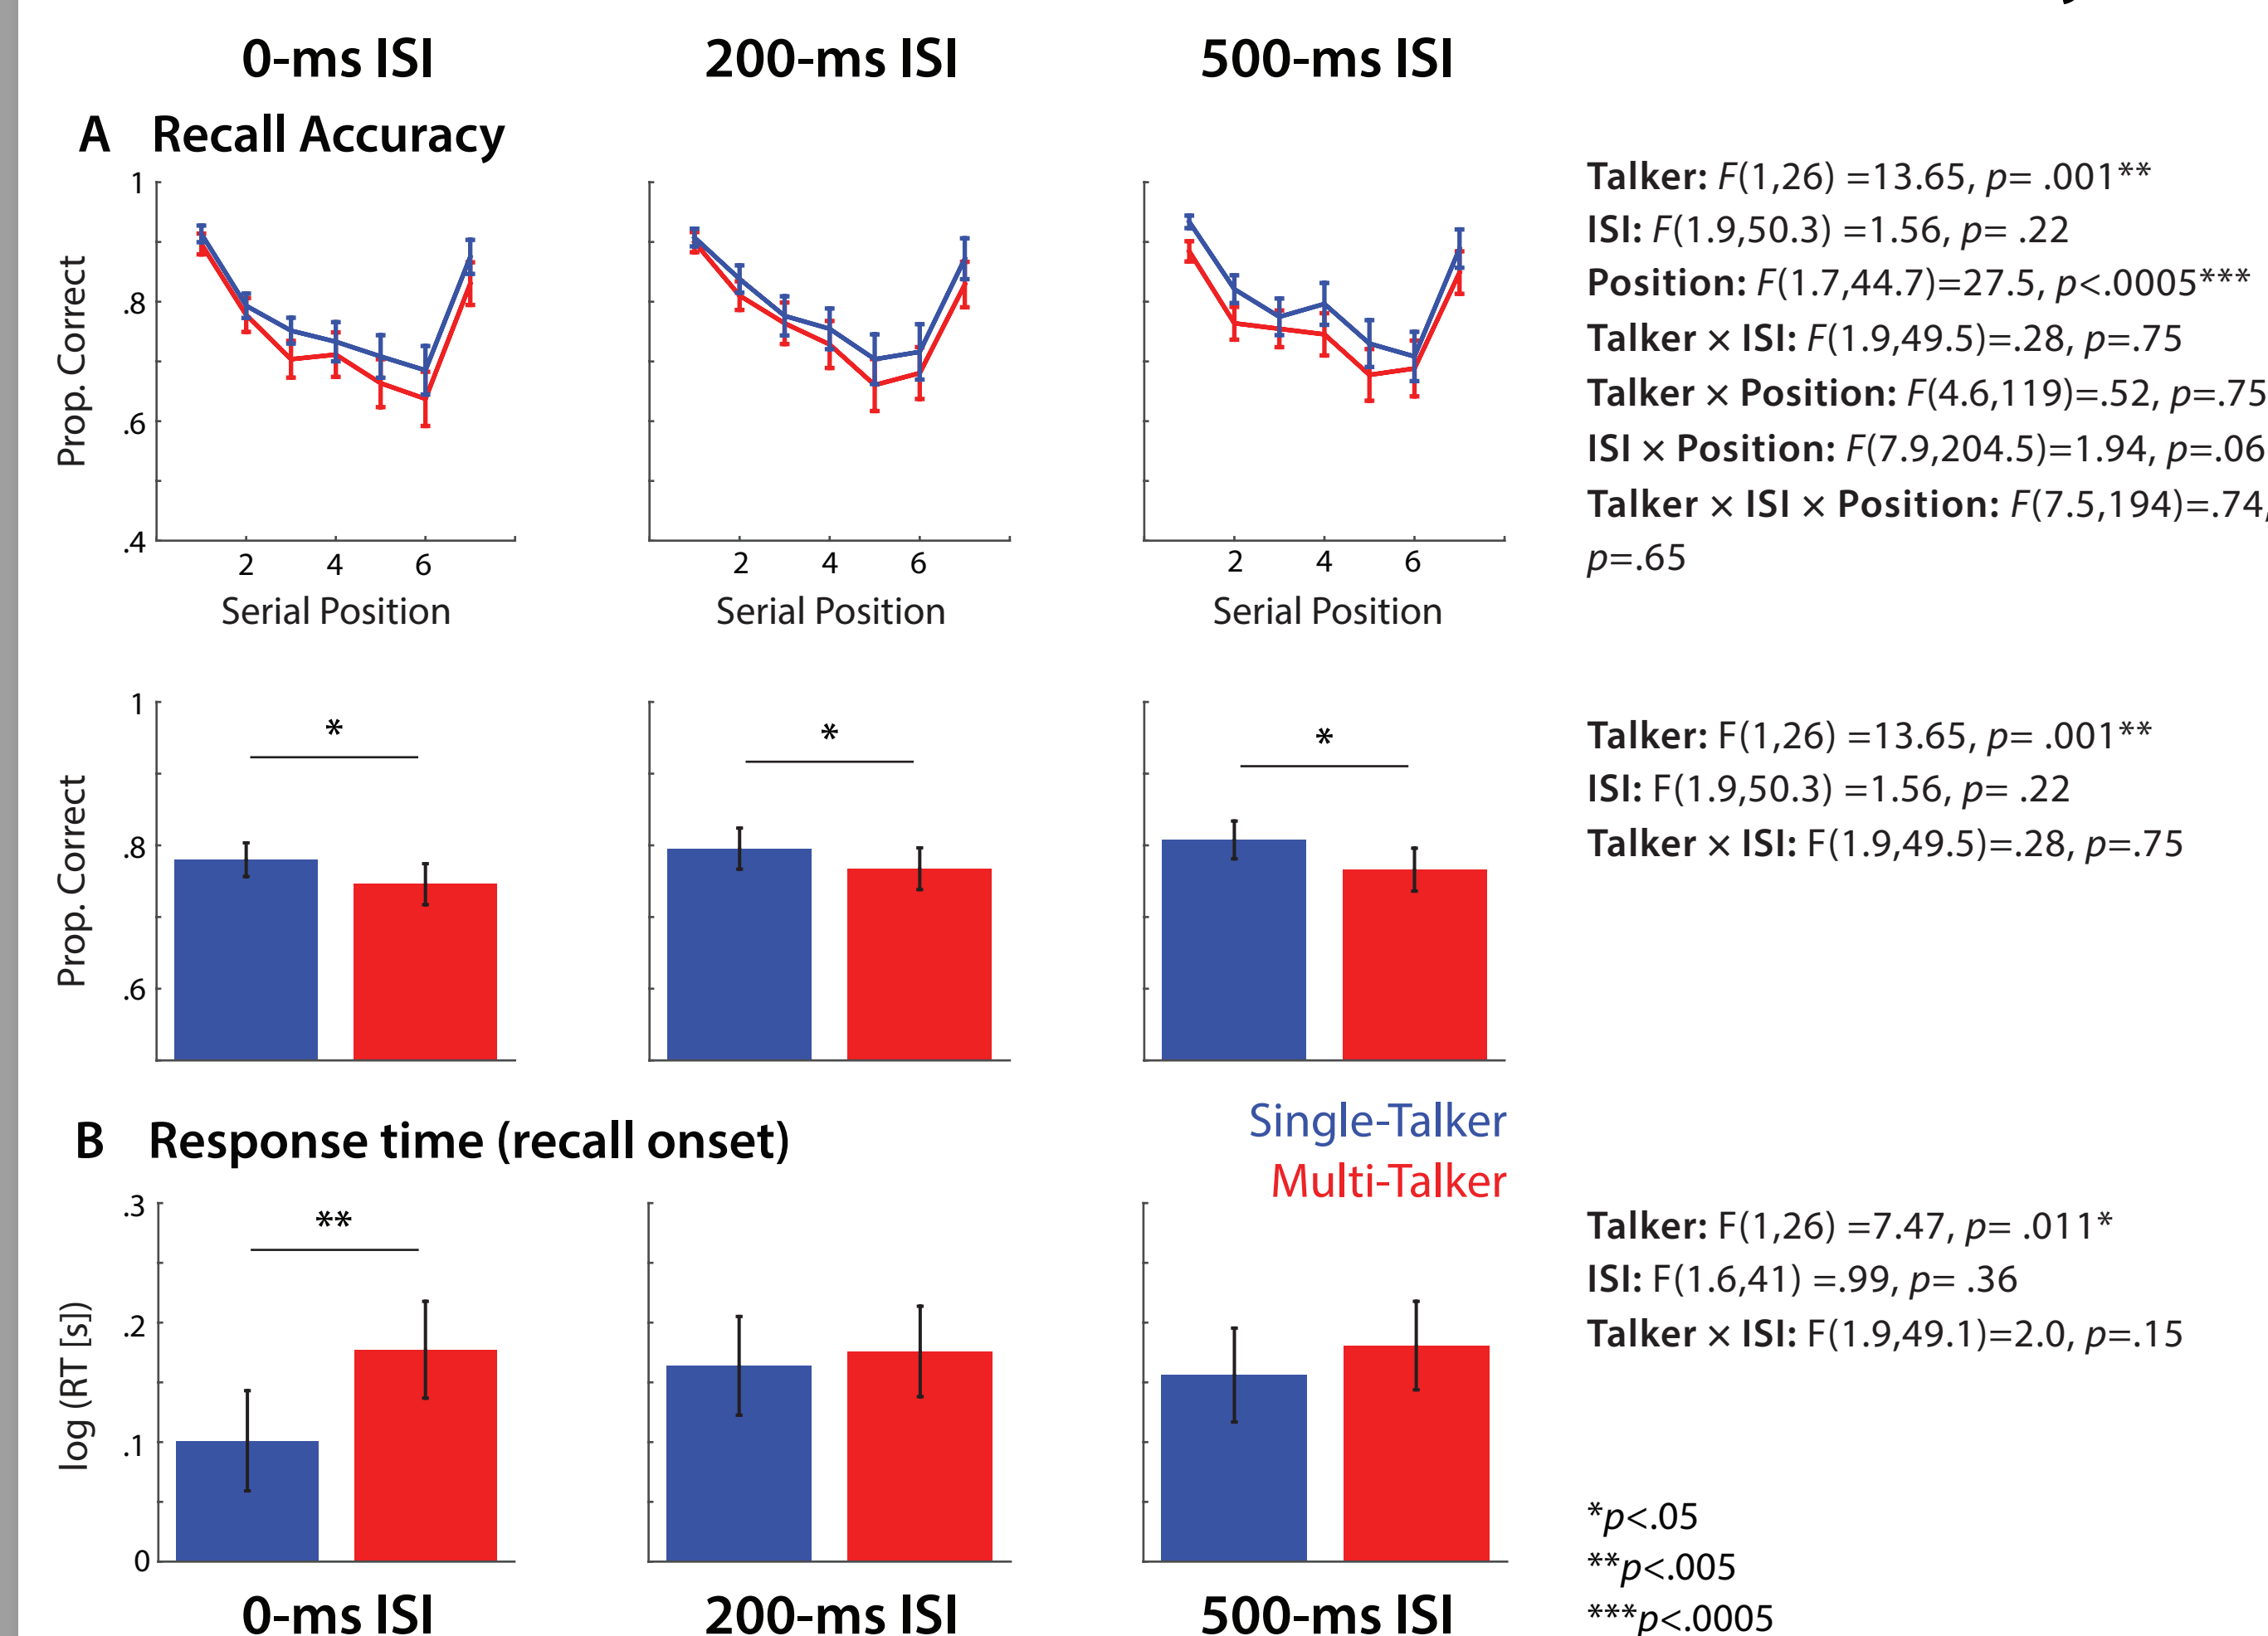 0-ms ISI 200-ms ISI 500-ms ISI
A Recall Accuracy
Prop. Correct
1
.8
.6
.4
2 4 6
2 4 6
2 4 6
Serial Position Serial Position Serial Position
Talker: F(1,26) =13.65, p= .001**
ISI: F(1.9,50.3) =1.56, p= .22
Position: F(1.7,44.7)=27.5, p<.0005***
Talker × ISI: F(1.9,49.5)=.28, p=.75
Talker × Position: F(4.6,119)=.52, p=.75
ISI × Position: F(7.9,204.5)=1.94, p=.06
Talker × ISI × Position: F(7.5,194)=.74,
p=.65
Prop. Correct
1
.8
.6
* * *
Talker: F(1,26) =13.65, p= .001**
ISI: F(1.9,50.3) =1.56, p= .22
Talker × ISI: F(1.9,49.5)=.28, p=.75
Single-Talker
Multi-Talker
B Response time (recall onset)
log (RT [s])
.3
.2
.1
0
**
Talker: F(1,26) =7.47, p= .011*
ISI: F(1.6,41) =.99, p= .36
Talker × ISI: F(1.9,49.1)=2.0, p=.15
*p<.05
**p<.005
***p<.0005
0-ms ISI 200-ms ISI 500-ms ISI